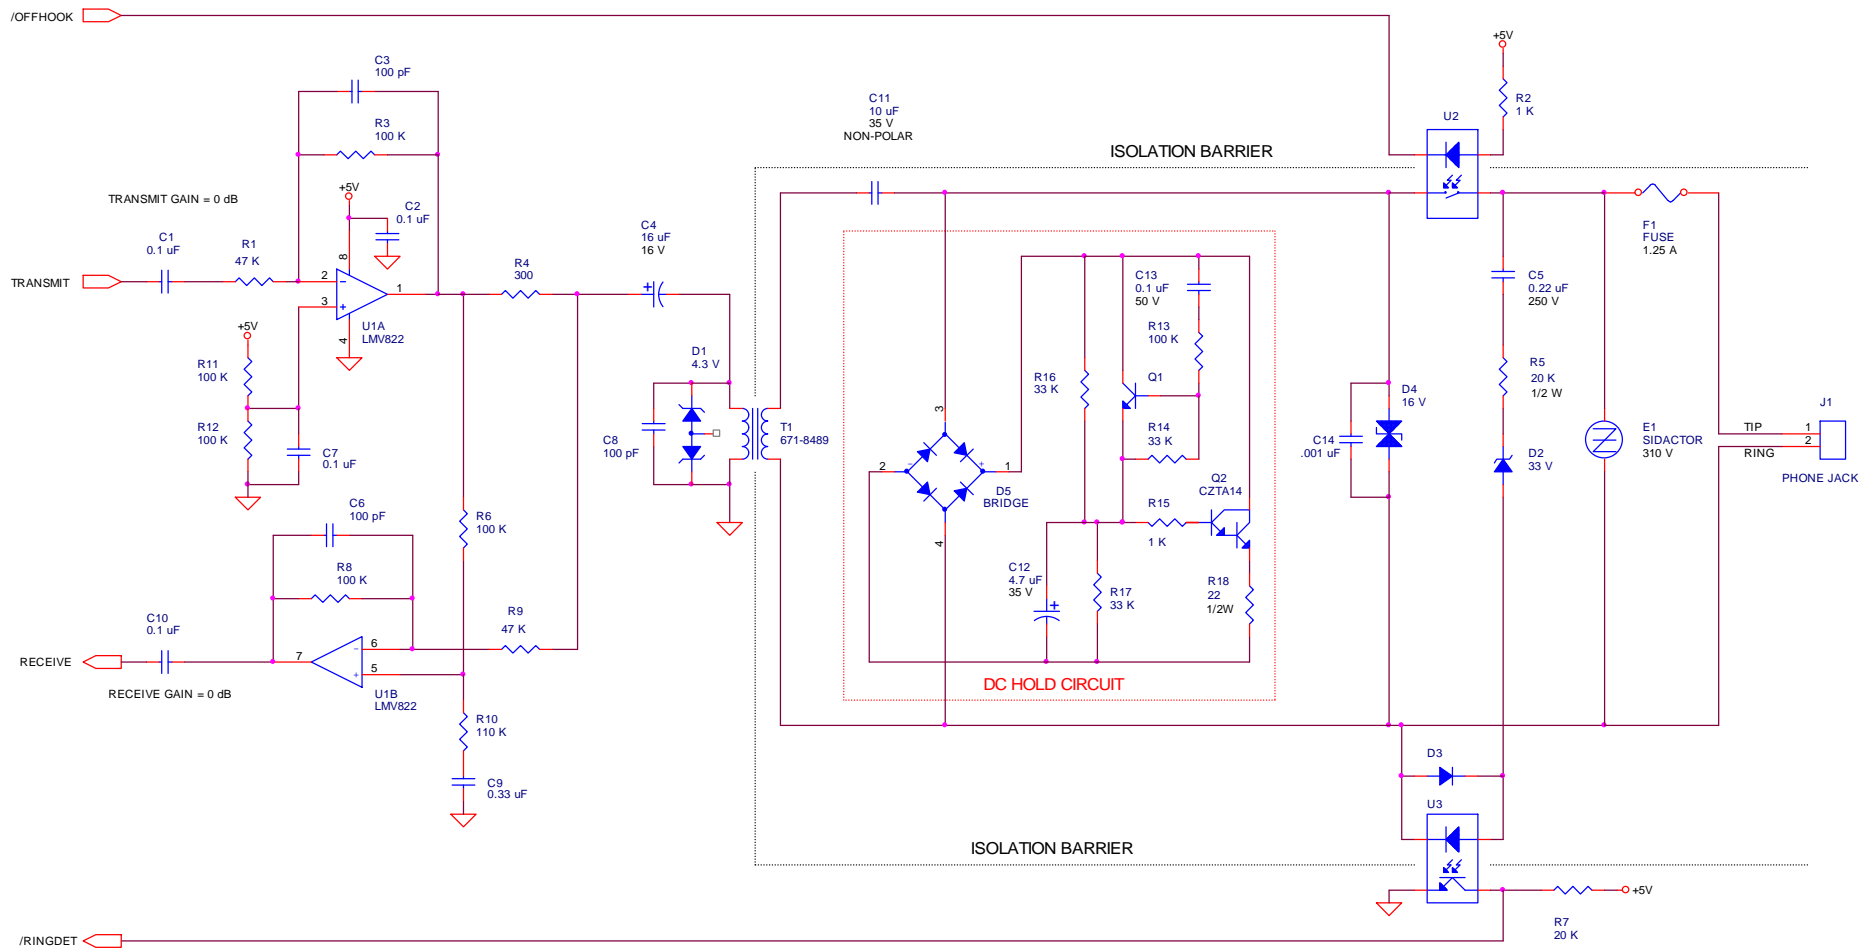 /OFFHOOK
C3
100 pF
R3
100 K
+5V
TRANSMIT GAIN = 0 dB
C2
0.1 uF
C1
0.1 uF
R1
47 K
TRANSMIT
8
2
3
1
4
U1A
LMV822
+5V
R11
100 K
R12
100 K
C7
0.1 uF
R4
300
C4
16 uF
16 V
D1
4.3 V
C8
100 pF
T1
671-8489
C6
100 pF
R8
100 K
R6
100 K
R9
47 K
C10
0.1 uF
RECEIVE
7
6
5
RECEIVE GAIN = 0 dB
U1B
LMV822
R10
110 K
C9
0.33 uF
C11
10 uF
35 V
NON-POLAR
ISOLATION BARRIER
U2
+5V
R2
1 K
F1
FUSE
1.25 A
C13
0.1 uF
50 V
R13
100 K
R16
33 K
Q1
R14
33 K
Q2
CZTA14
3
2
1
4
D5
BRIDGE
R15
1 K
C12
4.7 uF
35 V
R17
33 K
R18
22
1/2W
DC HOLD CIRCUIT
D4
16 V
C14
.001 uF
C5
0.22 uF
250 V
R5
20 K
1/2 W
D2
33 V
E1
SIDACTOR
310 V
J1
TIP
1
2
RING
PHONE JACK
D3
U3
ISOLATION BARRIER
+5V
R7
20 K
/RINGDET